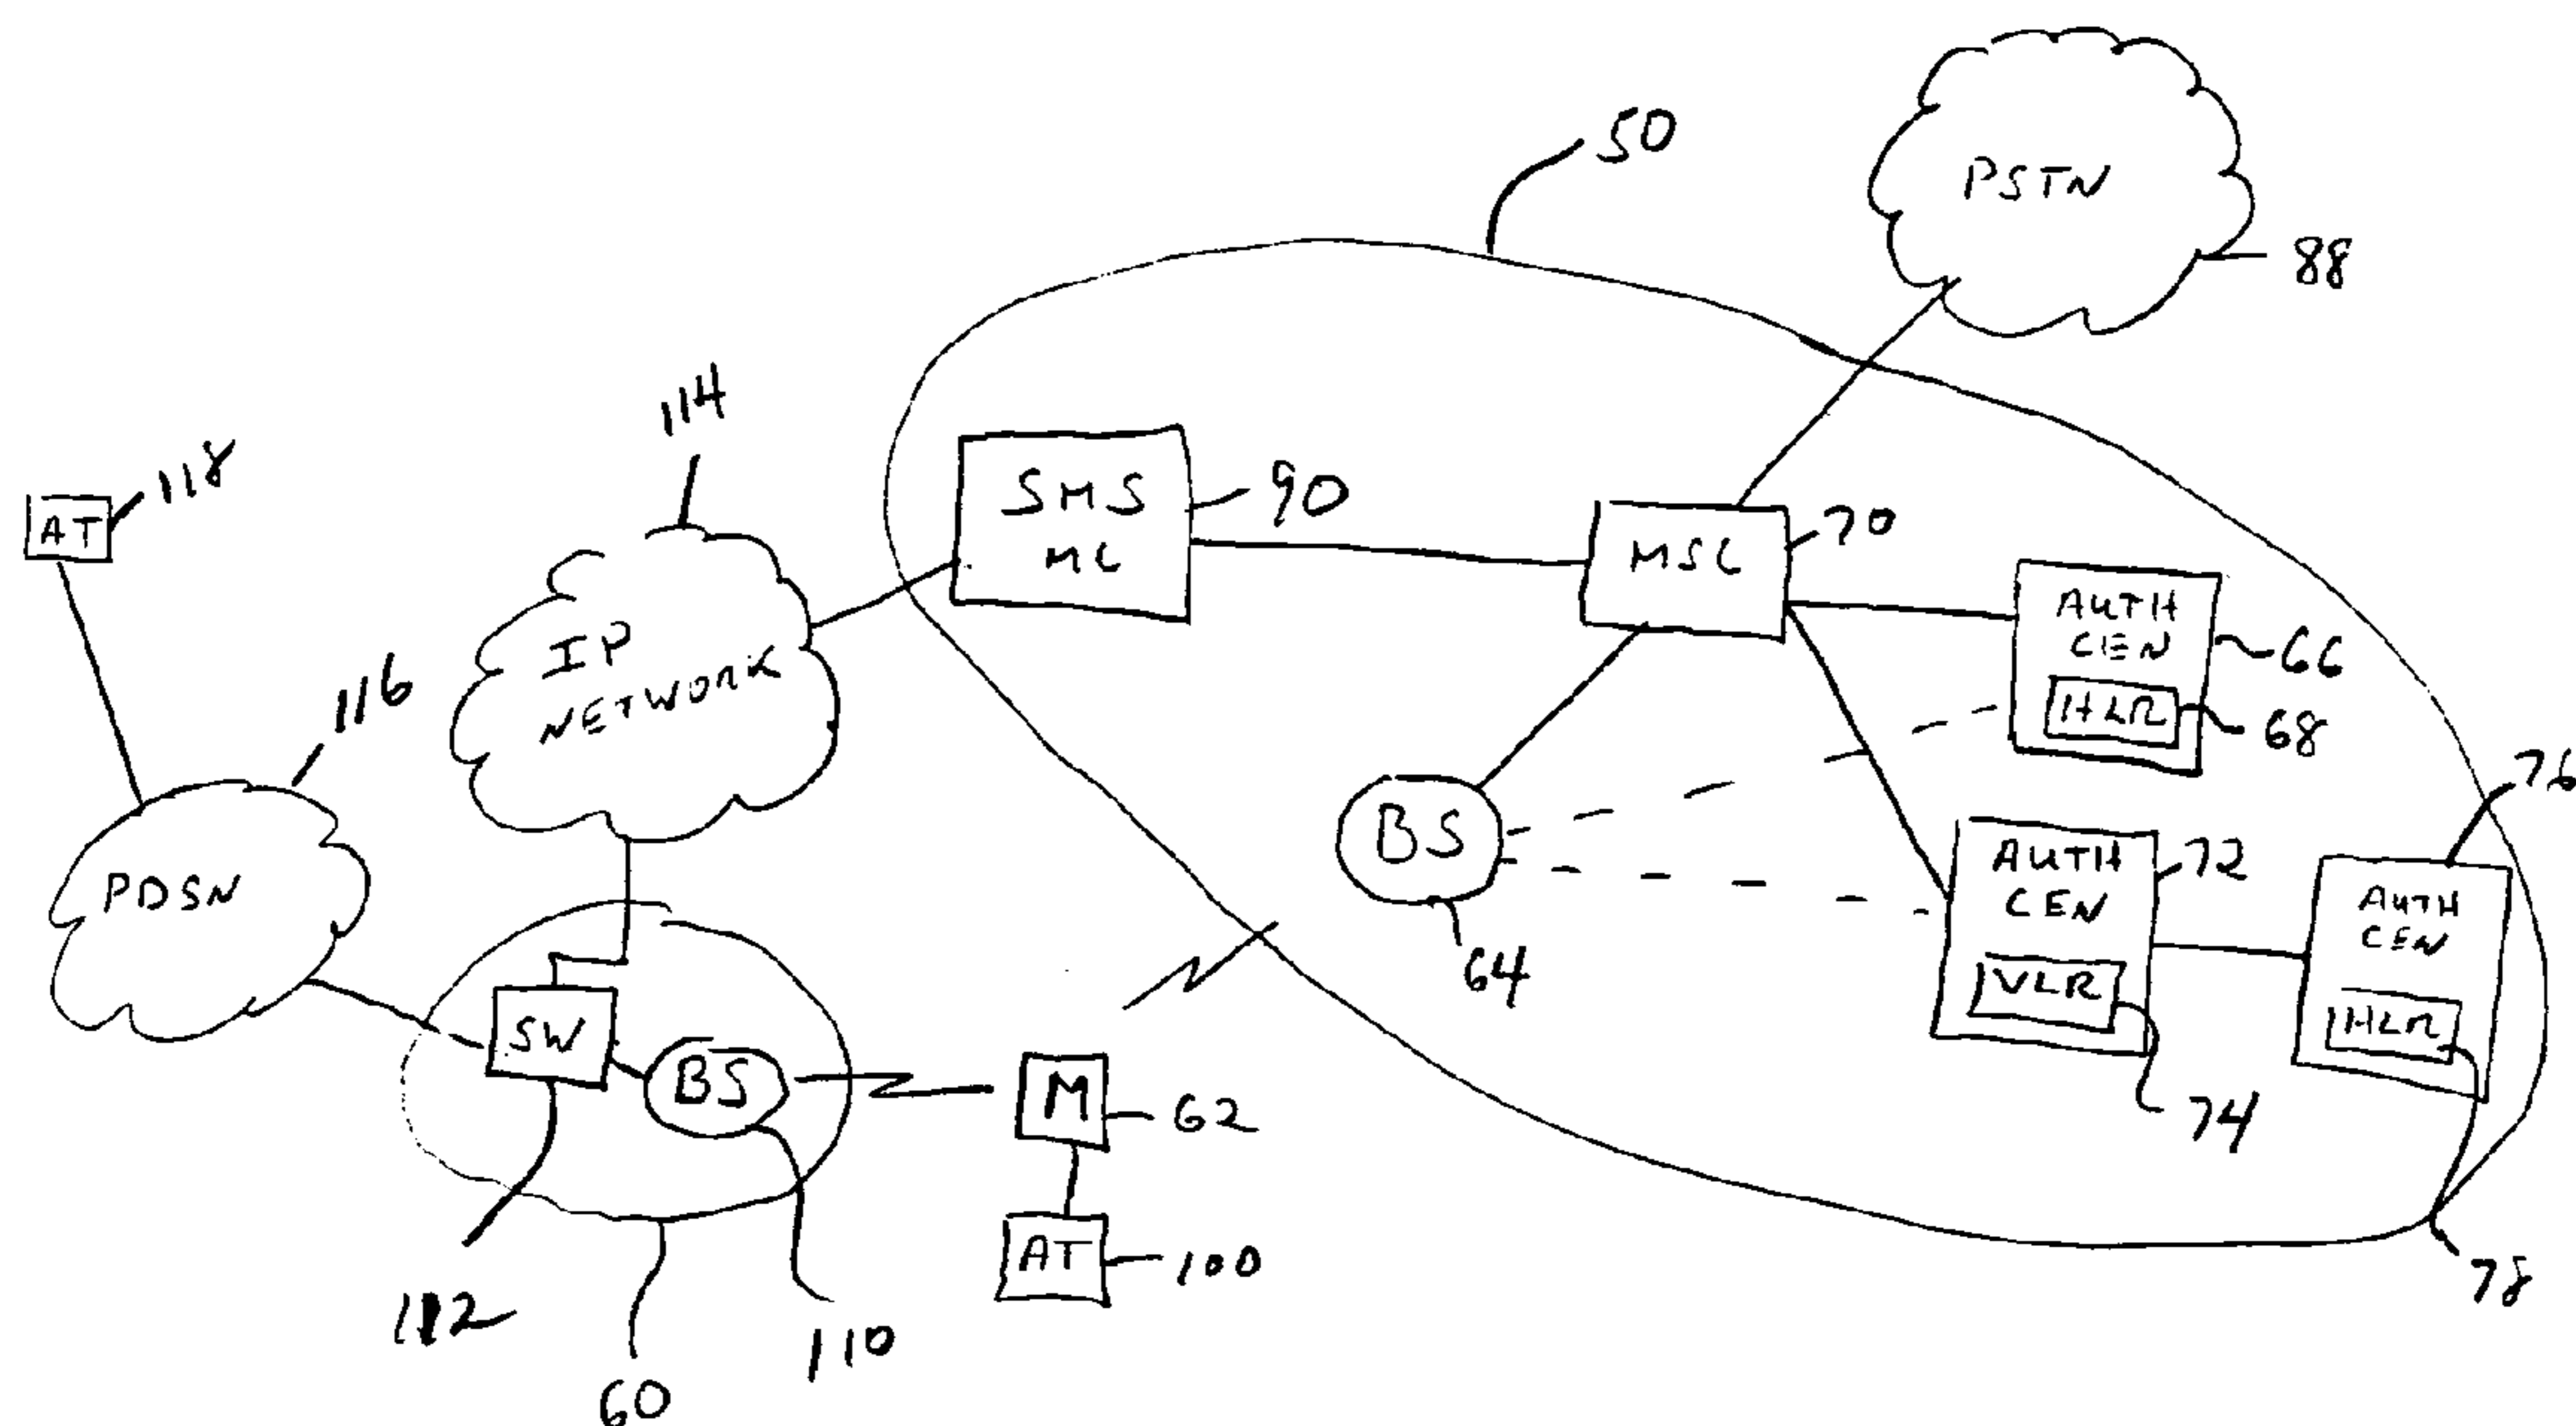 50
PSTN
88
114
118
AT
SMS
MC
90
MSC
70
IP
NETWORK
AUTH
CEN
66
HLR
68
116
76
BS
64
AUTH
CEN
72
VLR
74
AUTH
CEN
HLR
78
PDSN
SW
BS
M
62
AT
100
112
110
60